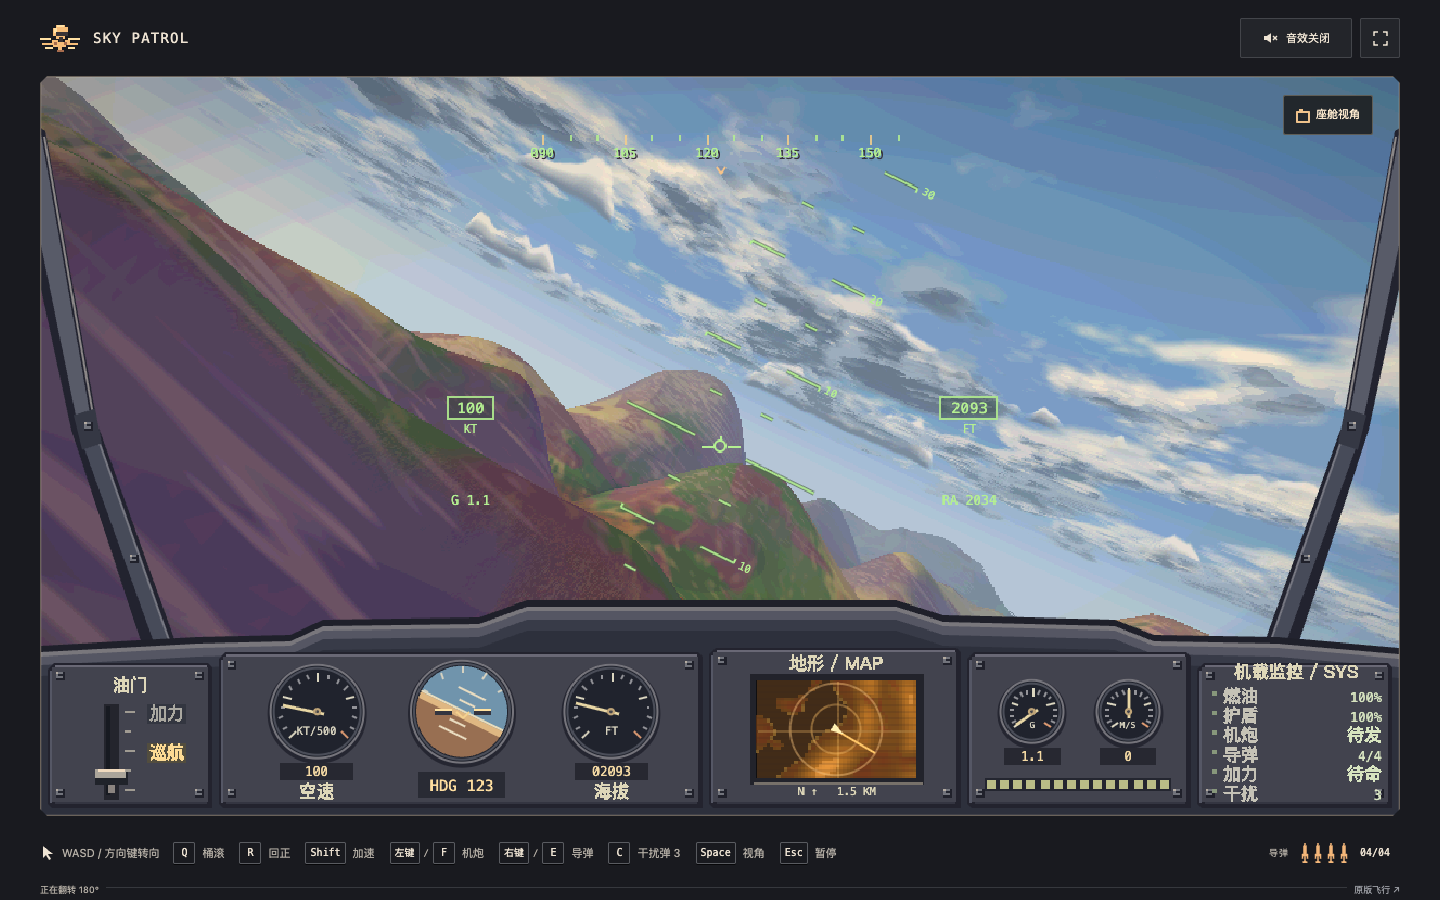 SKY PATROL
音效关闭
座舱视角
090 105 120 135 150
30
20
10
100
KT
2093
FT
G 1.1
RA 2034
10
油门
加力
巡航
KT/500
100
空速
HDG 123
FT
02093
海拔
地形 / MAP
N ↑ 1.5 KM
G
1.1
M/S
0
机载监控 / SYS
燃油 100%
护盾 100%
机炮 待发
导弹 4/4
加力 待命
干扰 3
WASD / 方向键转向 Q 桶滚 R 回正 Shift 加速 左键 / F 机炮 右键 / E 导弹 C 干扰弹 3 Space 视角 Esc 暂停
导弹 04/04
正在翻转 180°
原版飞行 ↗